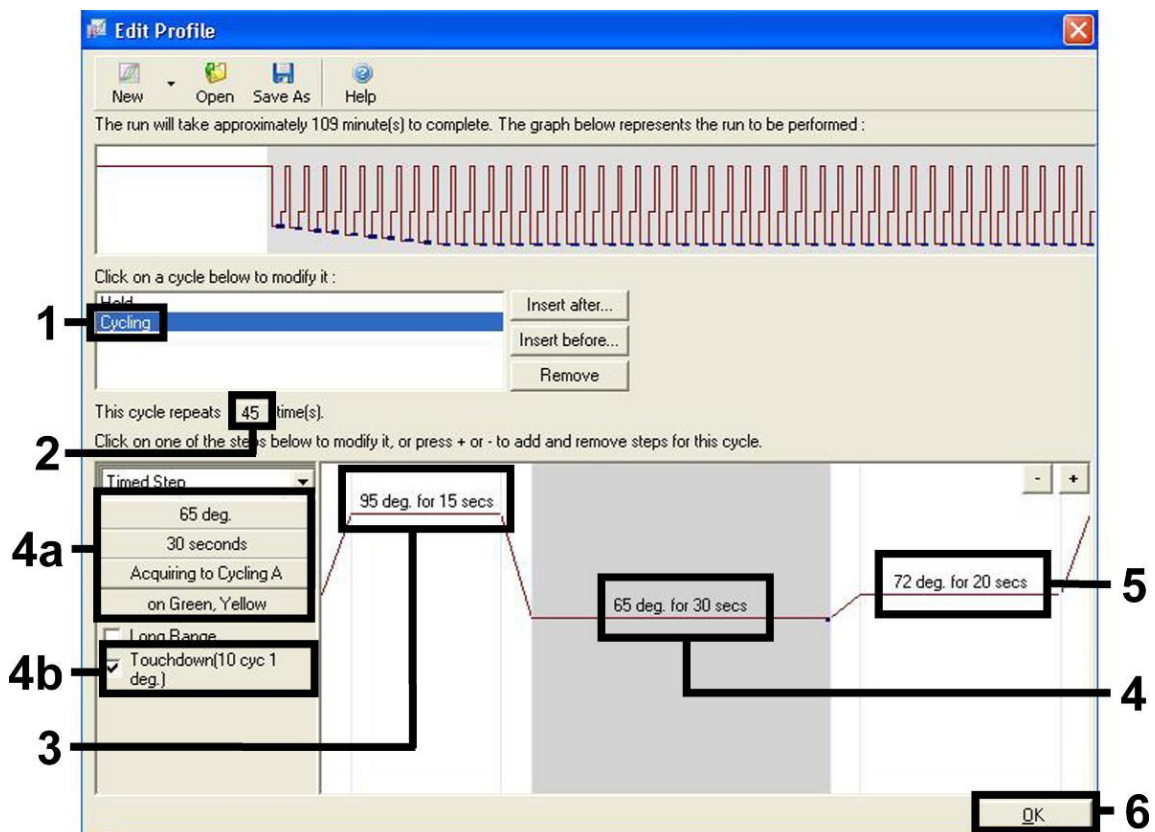 Edit Profile
New Open Save As Help
The run will take approximately 109 minute(s) to complete. The graph below represents the run to be performed :
Click on a cycle below to modify it :
Hold
1
Cycling
Insert after...
Insert before...
Remove
This cycle repeats 45 time(s).
2
Click on one of the steps below to modify it, or press + or - to add and remove steps for this cycle.
Timed Step
- +
4a
65 deg.
30 seconds
Acquiring to Cycling A
on Green, Yellow
Long Range
4b
Touchdown(10 cyc 1
deg.)
95 deg. for 15 secs
3
65 deg. for 30 secs
4
72 deg. for 20 secs
5
OK
6